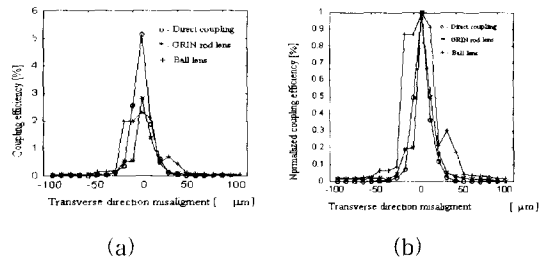 Coupling efficiency [%]
6
5
4
3
2
1
0
-100
-50
0
50
100
- Direct coupling
- GRIN rod lens
- Ball lens
Transverse direction misaligment [ μm]
(a)
Npmalized coupling efficiency [%]
1
0.9
0.8
0.7
0.6
0.5
0.4
0.3
0.2
0.1
0
-100
-50
0
50
100
- Direct coupling
- GRIN rod lens
- Ball lens
Transverse direction misaligment [ μm]
(b)